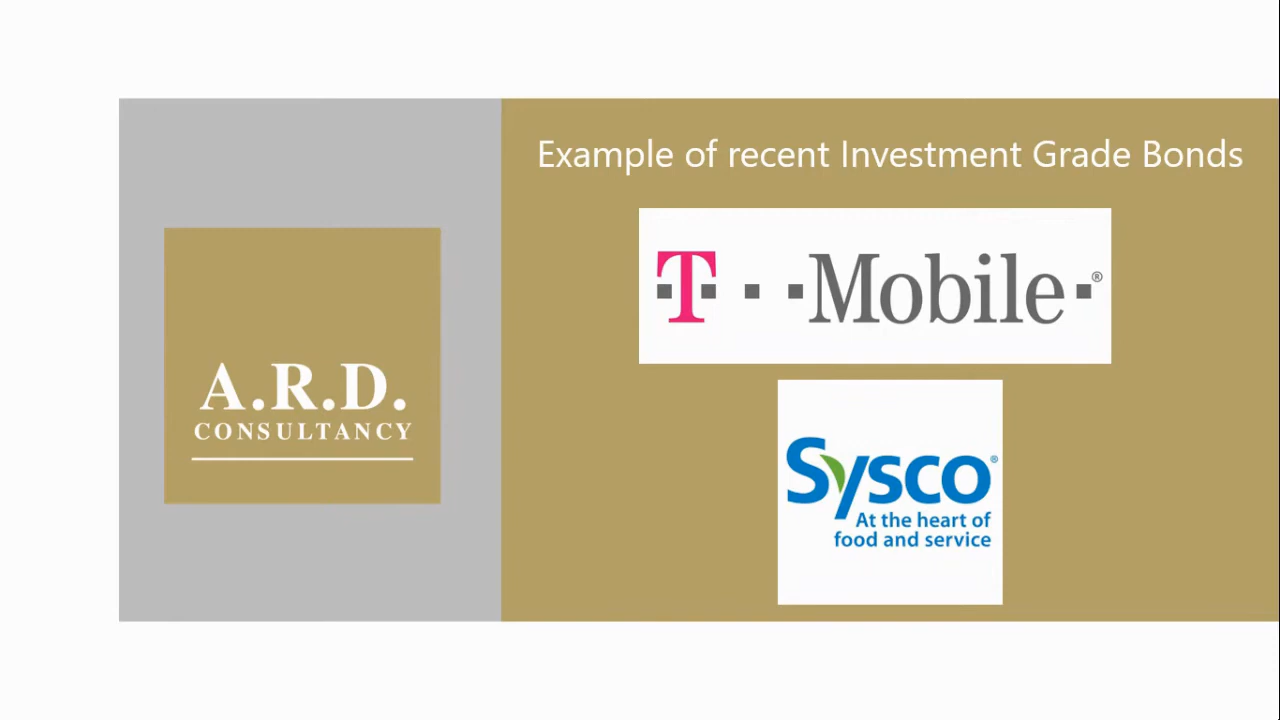 Example of recent Investment Grade Bonds
T Mobile®
A.R.D.
CONSULTANCY
Sysco®
At the heart of
food and service